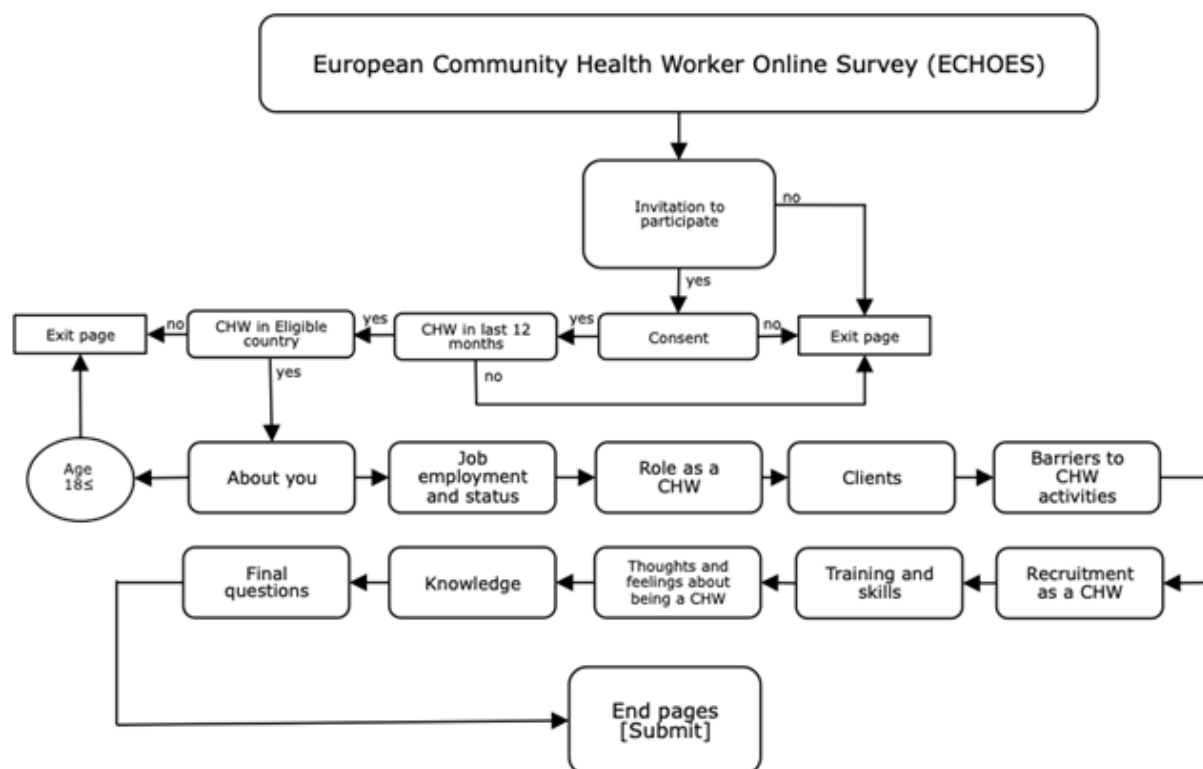 European Community Health Worker Online Survey (ECHOES)
Invitation to
participate
no
yes
Exit page
no
CHW in Eligible
country
yes
CHW in last 12
months
yes
Consent
no
Exit page
yes
no
Age
18≤
About you
Job
employment
and status
Role as a
CHW
Clients
Barriers to
CHW
activities
Final
questions
Knowledge
Thoughts and
feelings about
being a CHW
Training and
skills
Recruitment
as a CHW
End pages
[Submit]